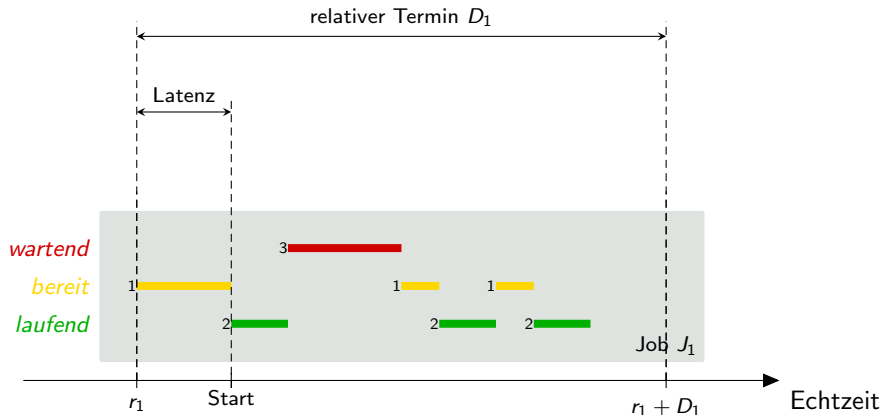 relativer Termin D₁
Latenz
wartend
3
bereit
1
1
1
laufend
2
2
2
Job J₁
r₁
Start
r₁ + D₁
Echtzeit